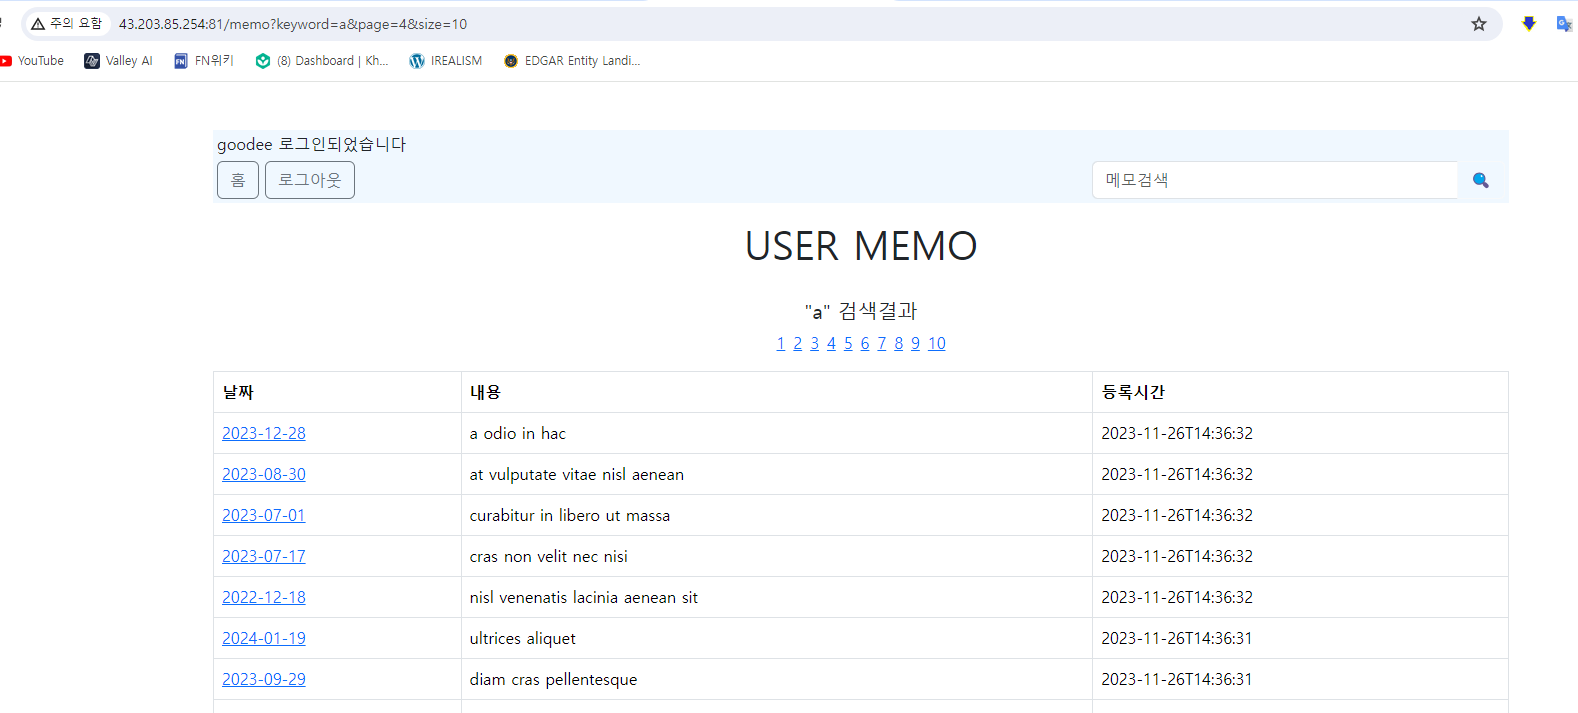 주의 요함 43.203.85.254:81/memo?keyword=a&page=4&size=10
YouTube Valley AI FN위키 (8) Dashboard | Kh... IREALISM EDGAR Entity Landi...
goodee 로그인되었습니다
홈 로그아웃 메모검색
USER MEMO
"a" 검색결과
1 2 3 4 5 6 7 8 9 10
날짜 내용 등록시간
2023-12-28 a odio in hac 2023-11-26T14:36:32
2023-08-30 at vulputate vitae nisl aenean 2023-11-26T14:36:32
2023-07-01 curabitur in libero ut massa 2023-11-26T14:36:32
2023-07-17 cras non velit nec nisi 2023-11-26T14:36:32
2022-12-18 nisl venenatis lacinia aenean sit 2023-11-26T14:36:32
2024-01-19 ultrices aliquet 2023-11-26T14:36:31
2023-09-29 diam cras pellentesque 2023-11-26T14:36:31